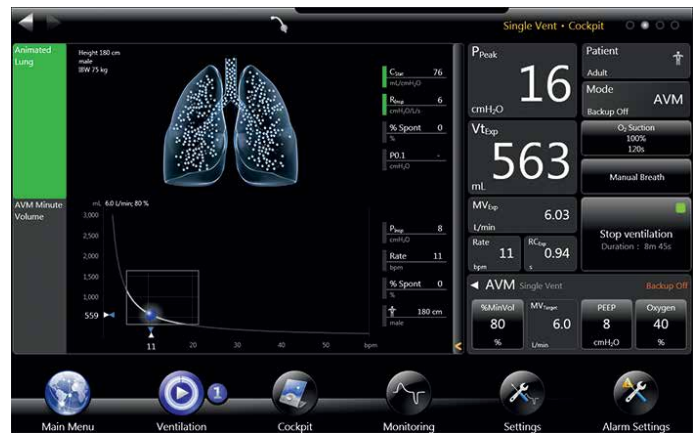 Single Vent • Cockpit
Animated
Lung
Height 180 cm
male
IBW 75 kg
CStat 76
mL/cmH2O
RInsp 6
cmH2O/L/s
% Spont 0
%
P0.1 -
cmH2O
AVM Minute
Volume
mL 6.0 L/min; 80 %
3,000
2,500
2,000
1,500
1,000
559
11 20 30 40 50 bpm
PInsp 8
cmH2O
Rate 11
bpm
% Spont 0
%
180 cm
male
PPeak
16
cmH2O
VtExp
563
mL
MVExp
6.03
L/min
Rate
11
bpm
RCExp
0.94
s
Patient
Adult
Mode
AVM
Backup Off
O2 Suction
100%
120s
Manual Breath
Stop ventilation
Duration : 8m 45s
AVM Single Vent Backup Off
%MinVol
80
%
MVTarget
6.0
L/min
PEEP
8
cmH2O
Oxygen
40
%
1
Main Menu
Ventilation
Cockpit
Monitoring
Settings
Alarm Settings